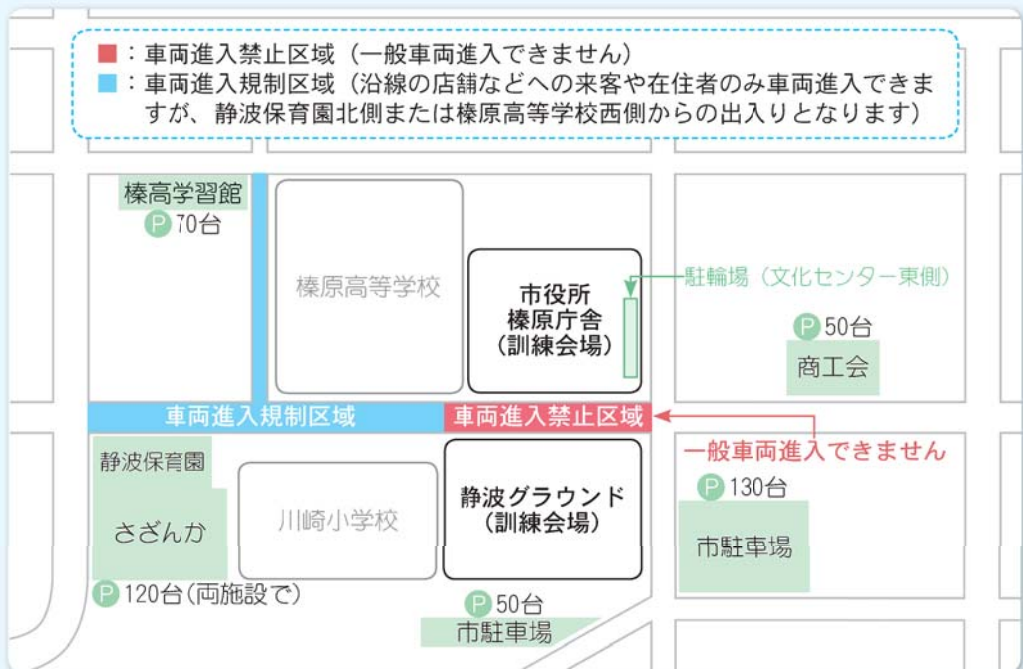 ■：車両進入禁止区域（一般車両進入できません）
■：車両進入規制区域（沿線の店舗などへの来客や在住者のみ車両進入できま
すが、静波保育園北側または榛原高等学校西側からの出入りとなります）
榛高学習館
P 70台
榛原高等学校
市役所
榛原庁舎
（訓練会場）
駐輪場（文化センター東側）
P 50台
商工会
車両進入規制区域
車両進入禁止区域
一般車両進入できません
静波保育園
さざんか
P 120台（両施設で）
川崎小学校
静波グラウンド
（訓練会場）
P 130台
市駐車場
P 50台
市駐車場